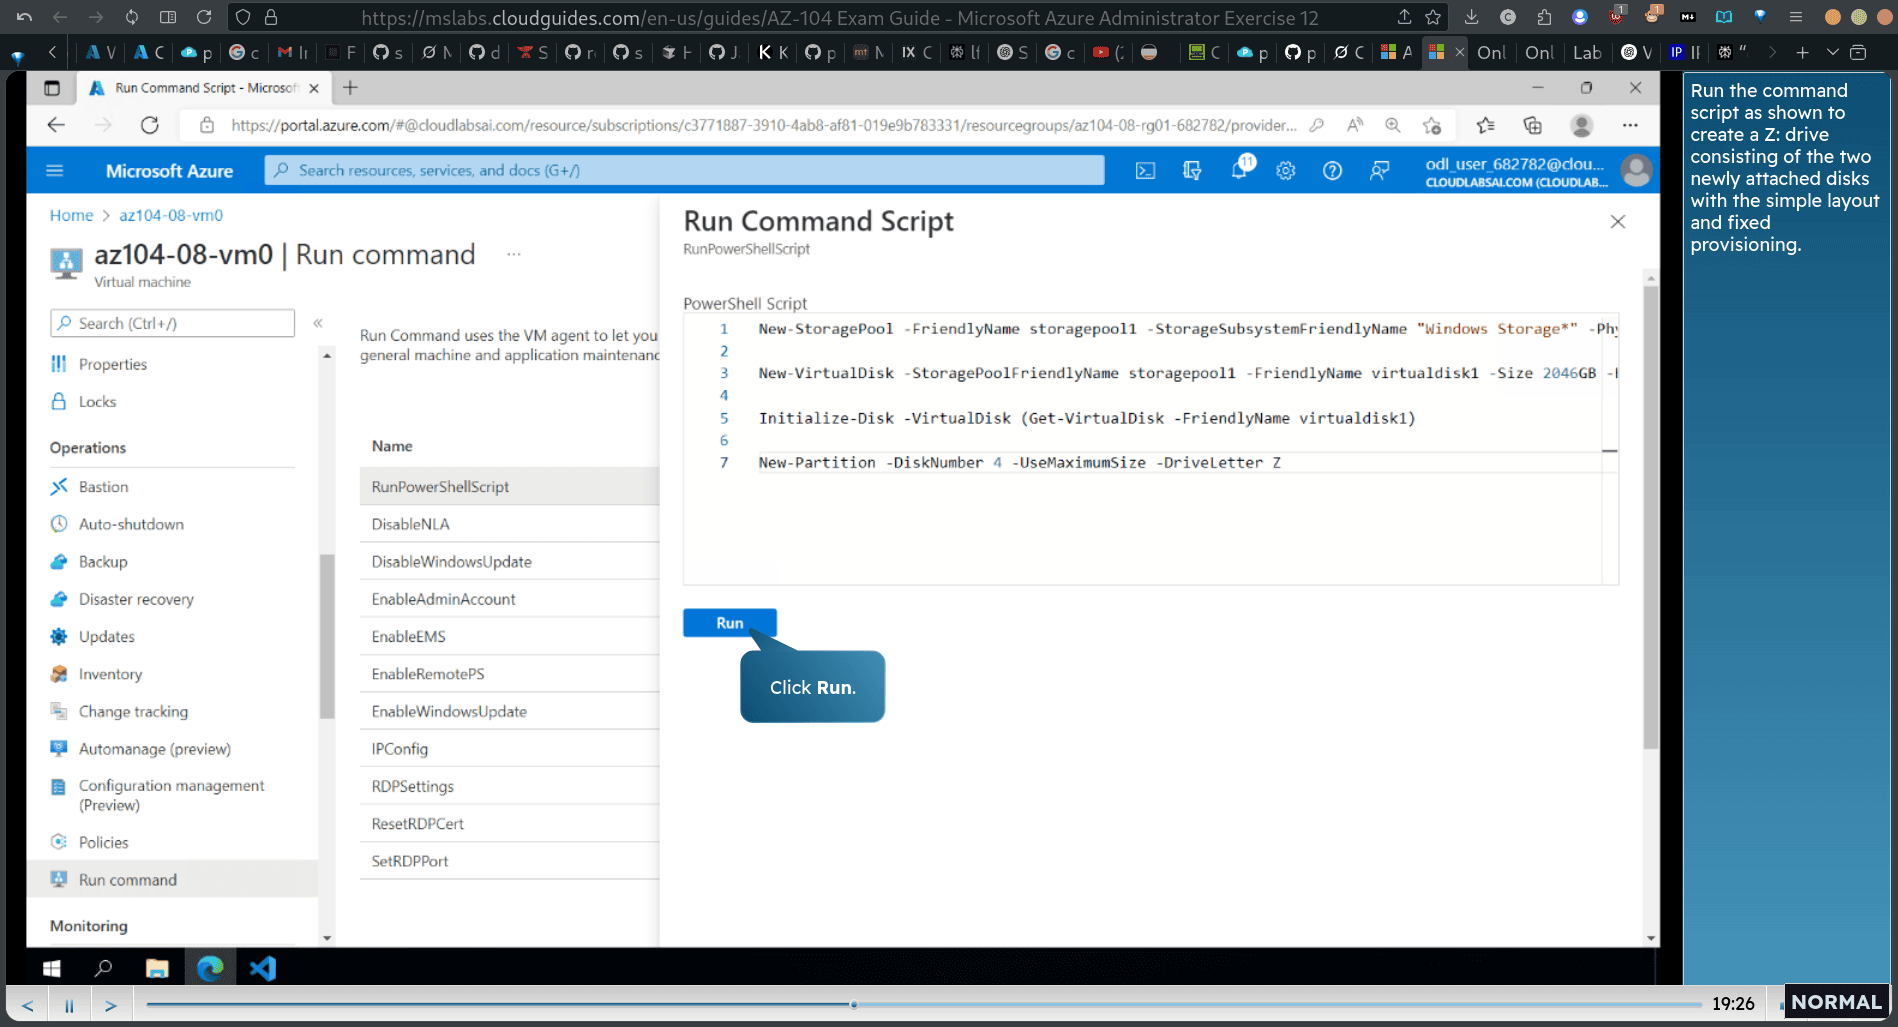 https://mslabs.cloudguides.com/en-us/guides/AZ-104 Exam Guide - Microsoft Azure Administrator Exercise 12
Onl
Onl
Lab
Run Command Script - Microsof
https://portal.azure.com/#@cloudlabsai.com/resource/subscriptions/c3771887-3910-4ab8-af81-019e9b783331/resourcegroups/az104-08-rg01-682782/provider...
Microsoft Azure
Search resources, services, and docs (G+/)
11
odl_user_682782@clou...
CLOUDLABSAI.COM (CLOUDLAB...
Home > az104-08-vm0
az104-08-vm0 | Run command
...
Virtual machine
Search (Ctrl+/)
«
Properties
Locks
Operations
Bastion
Auto-shutdown
Backup
Disaster recovery
Updates
Inventory
Change tracking
Automanage (preview)
Configuration management
(Preview)
Policies
Run command
Monitoring
Run Command uses the VM agent to let you
general machine and application maintenanc
Name
RunPowerShellScript
DisableNLA
DisableWindowsUpdate
EnableAdminAccount
EnableEMS
EnableRemotePS
EnableWindowsUpdate
IPConfig
RDPSettings
ResetRDPCert
SetRDPPort
Run Command Script
RunPowerShellScript
PowerShell Script
1 New-StoragePool -FriendlyName storagepool1 -StorageSubsystemFriendlyName "Windows Storage*" -Phy
2
3 New-VirtualDisk -StoragePoolFriendlyName storagepool1 -FriendlyName virtualdisk1 -Size 2046GB -
4
5 Initialize-Disk -VirtualDisk (Get-VirtualDisk -FriendlyName virtualdisk1)
6
7 New-Partition -DiskNumber 4 -UseMaximumSize -DriveLetter Z
Run
Click Run.
Run the command
script as shown to
create a Z: drive
consisting of the two
newly attached disks
with the simple layout
and fixed
provisioning.
19:26
NORMAL